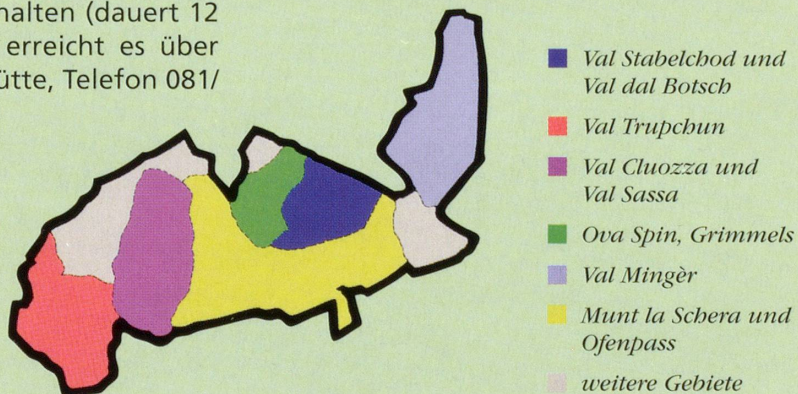 halten (dauert 12
erreicht es über
ütte, Telefon 081/
Val Stabelchod und
Val dal Botsch
Val Trupchun
Val Cluozza und
Val Sassa
Ova Spin, Grimmels
Val Mingèr
Munt la Schera und
Ofenpass
weitere Gebiete